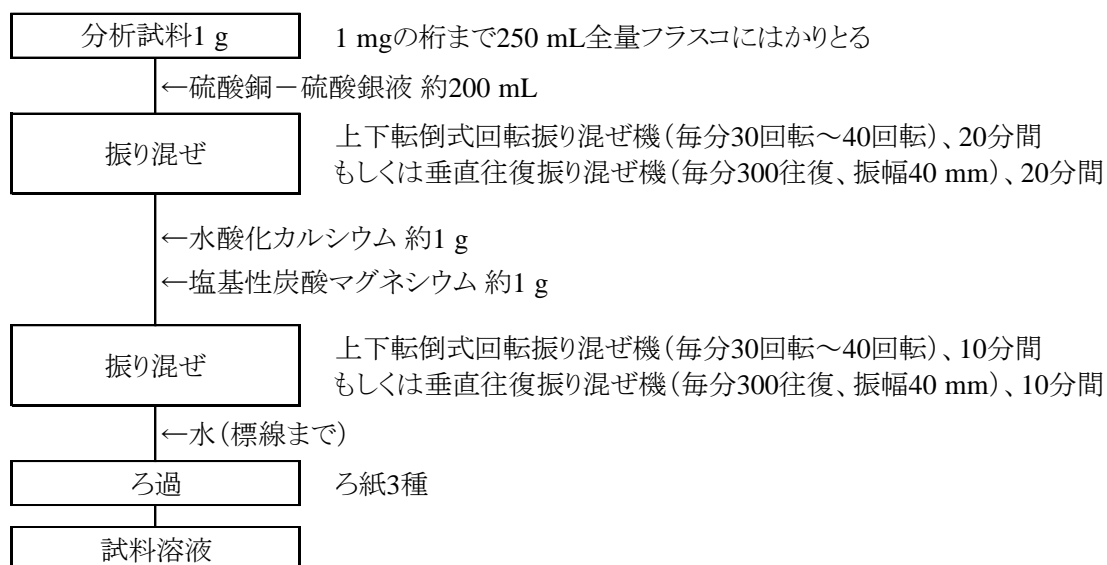 分析試料1 g
1 mgの桁まで250 mL全量フラスコにはかりとる
←硫酸銅－硫酸銀液 約200 mL
振り混ぜ
上下転倒式回転振り混ぜ機（毎分30回転～40回転）、20分間
もしくは垂直往復振り混ぜ機（毎分300往復、振幅40 mm）、20分間
←水酸化カルシウム 約1 g
←塩基性炭酸マグネシウム 約1 g
振り混ぜ
上下転倒式回転振り混ぜ機（毎分30回転～40回転）、10分間
もしくは垂直往復振り混ぜ機（毎分300往復、振幅40 mm）、10分間
←水（標線まで）
ろ過
ろ紙3種
試料溶液